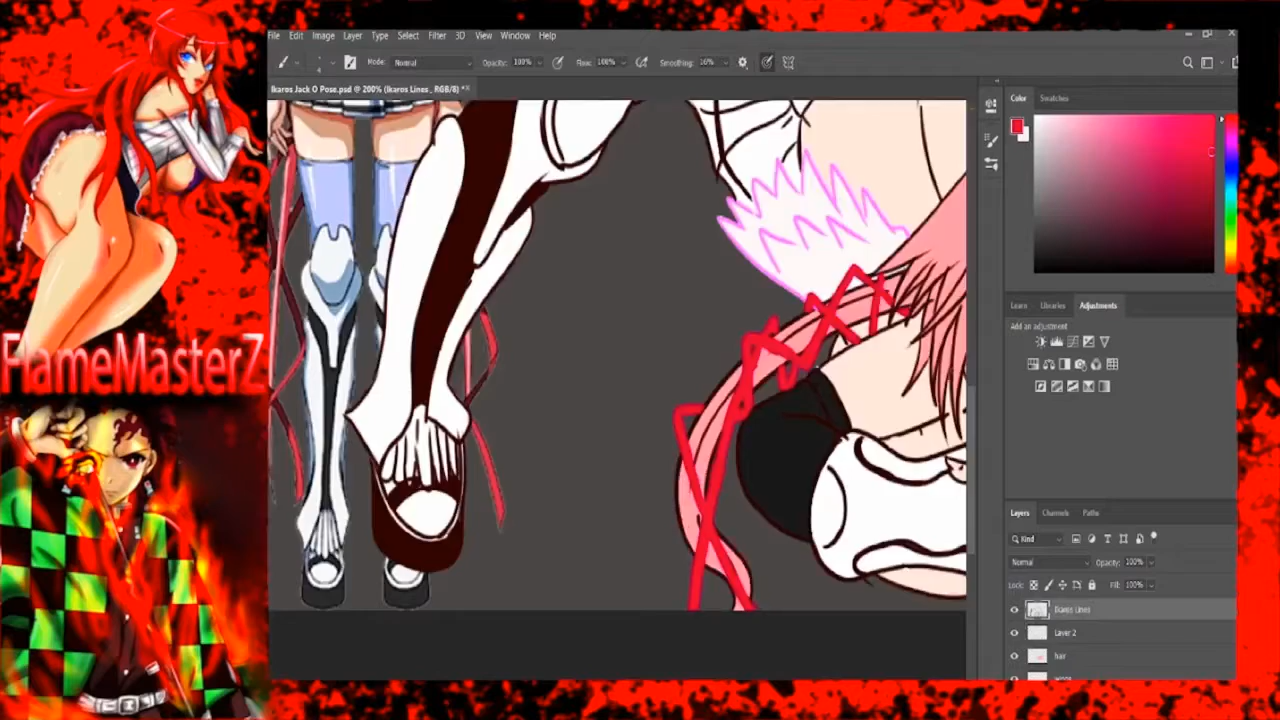 File Edit Image Layer Type Select Filter 3D View Window Help
Mode: Normal Opacity: 100% Flow: 100% Smoothing: 16%
Ikaros Jack O Pose.psd @ 200% (Ikaros Lines , RGB/8) *
Color Swatches
FlameMasterZ
Learn Libraries Adjustments
Add an adjustment
Layers Channels Paths
Kind
Normal Opacity: 100%
Lock: Fill: 100%
Ikaros Lines
Layer 2
hair
wings